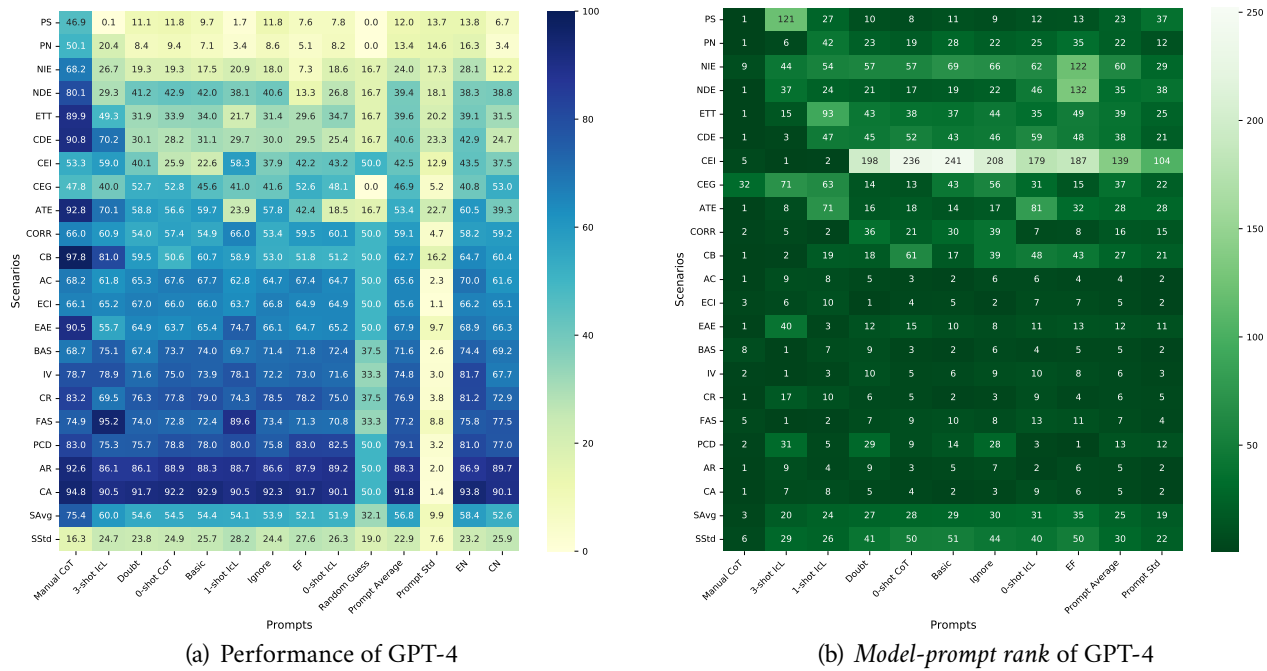 PS 46.9 0.1 11.1 11.8 9.7 1.7 11.8 7.6 7.8 0.0 12.0 13.7 13.8 6.7
PN 50.1 20.4 8.4 9.4 7.1 3.4 8.6 5.1 8.2 0.0 13.4 14.6 16.3 3.4
NIE 68.2 26.7 19.3 19.3 17.5 20.9 18.0 7.3 18.6 16.7 24.0 17.3 28.1 12.2
NDE 80.1 29.3 41.2 42.9 42.0 38.1 40.6 13.3 26.8 16.7 39.4 18.1 38.3 38.8
ETT 89.9 49.3 31.9 33.9 34.0 21.7 31.4 29.6 34.7 16.7 39.6 20.2 39.1 31.5
CDE 90.8 70.2 30.1 28.2 31.1 29.7 30.0 29.5 25.4 16.7 40.6 23.3 42.9 24.7
CEI 53.3 59.0 40.1 25.9 22.6 58.3 37.9 42.2 43.2 50.0 42.5 12.9 43.5 37.5
CEG 47.8 40.0 52.7 52.8 45.6 41.0 41.6 52.6 48.1 0.0 46.9 5.2 40.8 53.0
ATE 92.8 70.1 58.8 56.6 59.7 23.9 57.8 42.4 18.5 16.7 53.4 22.7 60.5 39.3
CORR 66.0 60.9 54.0 57.4 54.9 66.0 53.4 59.5 60.1 50.0 59.1 4.7 58.2 59.2
CB 97.8 81.0 59.5 50.6 60.7 58.9 53.0 51.8 51.2 50.0 62.7 16.2 64.7 60.4
AC 68.2 61.8 65.3 67.5 67.1 62.8 64.7 67.4 64.7 50.0 65.6 2.3 70.0 61.6
ECI 66.1 65.2 67.0 66.0 66.0 63.7 66.8 64.9 64.9 50.0 65.6 1.1 66.2 65.1
EAE 90.5 55.7 64.9 63.7 65.4 74.7 66.1 64.7 65.2 50.0 67.9 9.7 68.9 66.3
BAS 68.7 75.1 67.4 73.7 74.0 69.7 71.4 71.8 72.4 37.5 71.6 2.6 74.4 69.2
IV 78.7 78.9 71.6 75.0 73.9 78.1 72.2 73.0 71.6 33.3 74.8 3.0 81.7 67.7
CR 83.2 69.5 76.3 77.8 79.0 74.3 78.5 78.2 75.0 37.5 76.9 3.8 81.2 72.9
FAS 74.9 95.2 74.0 72.8 72.4 89.6 73.4 71.3 70.8 33.3 77.2 8.8 75.8 77.5
PCD 83.0 75.3 75.7 78.8 78.0 80.0 75.8 83.0 82.5 50.0 79.1 3.2 81.0 77.0
AR 92.6 86.1 86.1 88.9 88.3 88.7 86.6 87.9 89.2 50.0 88.3 2.0 86.9 89.7
CA 94.8 90.5 91.7 92.2 92.9 90.5 92.3 91.7 90.1 50.0 91.8 1.4 93.8 90.1
SAvg 75.4 60.0 54.6 54.5 54.4 61.1 53.9 52.1 51.9 32.1 56.8 9.9 58.4 52.6
SStd 16.3 24.7 23.8 24.9 25.7 28.2 24.4 27.6 26.3 19.0 22.9 7.6 23.2 25.9
Manual CoT 3-shot IcL Doubt 0-shot CoT Basic 1-shot IcL Ignore EF 0-shot IcL Random Guess Prompt Average Prompt Std EN CN
Prompts
Scenarios
100
80
60
40
20
0
(a) Performance of GPT-4
PS 1 121 27 10 8 11 9 12 13 23 37
PN 1 6 42 23 19 28 22 25 35 22 12
NIE 9 44 54 57 57 69 66 62 122 60 29
NDE 1 37 24 21 17 19 22 46 132 35 38
ETT 1 15 93 43 38 37 44 35 49 39 25
CDE 1 3 47 45 52 43 46 59 48 38 21
CEI 5 1 2 198 236 241 208 179 187 139 104
CEG 32 71 63 14 13 43 56 31 15 37 22
ATE 1 8 71 16 18 14 17 81 32 28 28
CORR 2 5 2 36 21 30 39 7 8 16 15
CB 1 2 19 18 61 17 39 48 43 27 21
AC 1 9 8 5 3 2 6 6 4 4 2
ECI 3 6 10 1 4 5 2 7 7 5 2
EAE 1 40 3 12 15 10 8 11 13 12 11
BAS 8 1 7 9 3 2 6 4 5 5 2
IV 2 1 3 10 5 6 9 10 8 6 3
CR 1 17 10 6 5 2 3 9 4 6 5
FAS 5 1 2 7 9 10 8 13 11 7 4
PCD 2 31 5 29 9 14 28 3 1 13 12
AR 1 9 4 9 3 5 7 2 6 5 2
CA 1 7 8 5 4 2 3 9 6 5 2
SAvg 3 20 24 27 28 29 30 31 35 25 19
SStd 6 29 26 41 50 51 44 40 50 30 22
Manual CoT 3-shot IcL 1-shot IcL Doubt 0-shot CoT Basic Ignore 0-shot IcL EF Prompt Average Prompt Std
Prompts
Scenarios
250
200
150
100
50
(b) Model-prompt rank of GPT-4